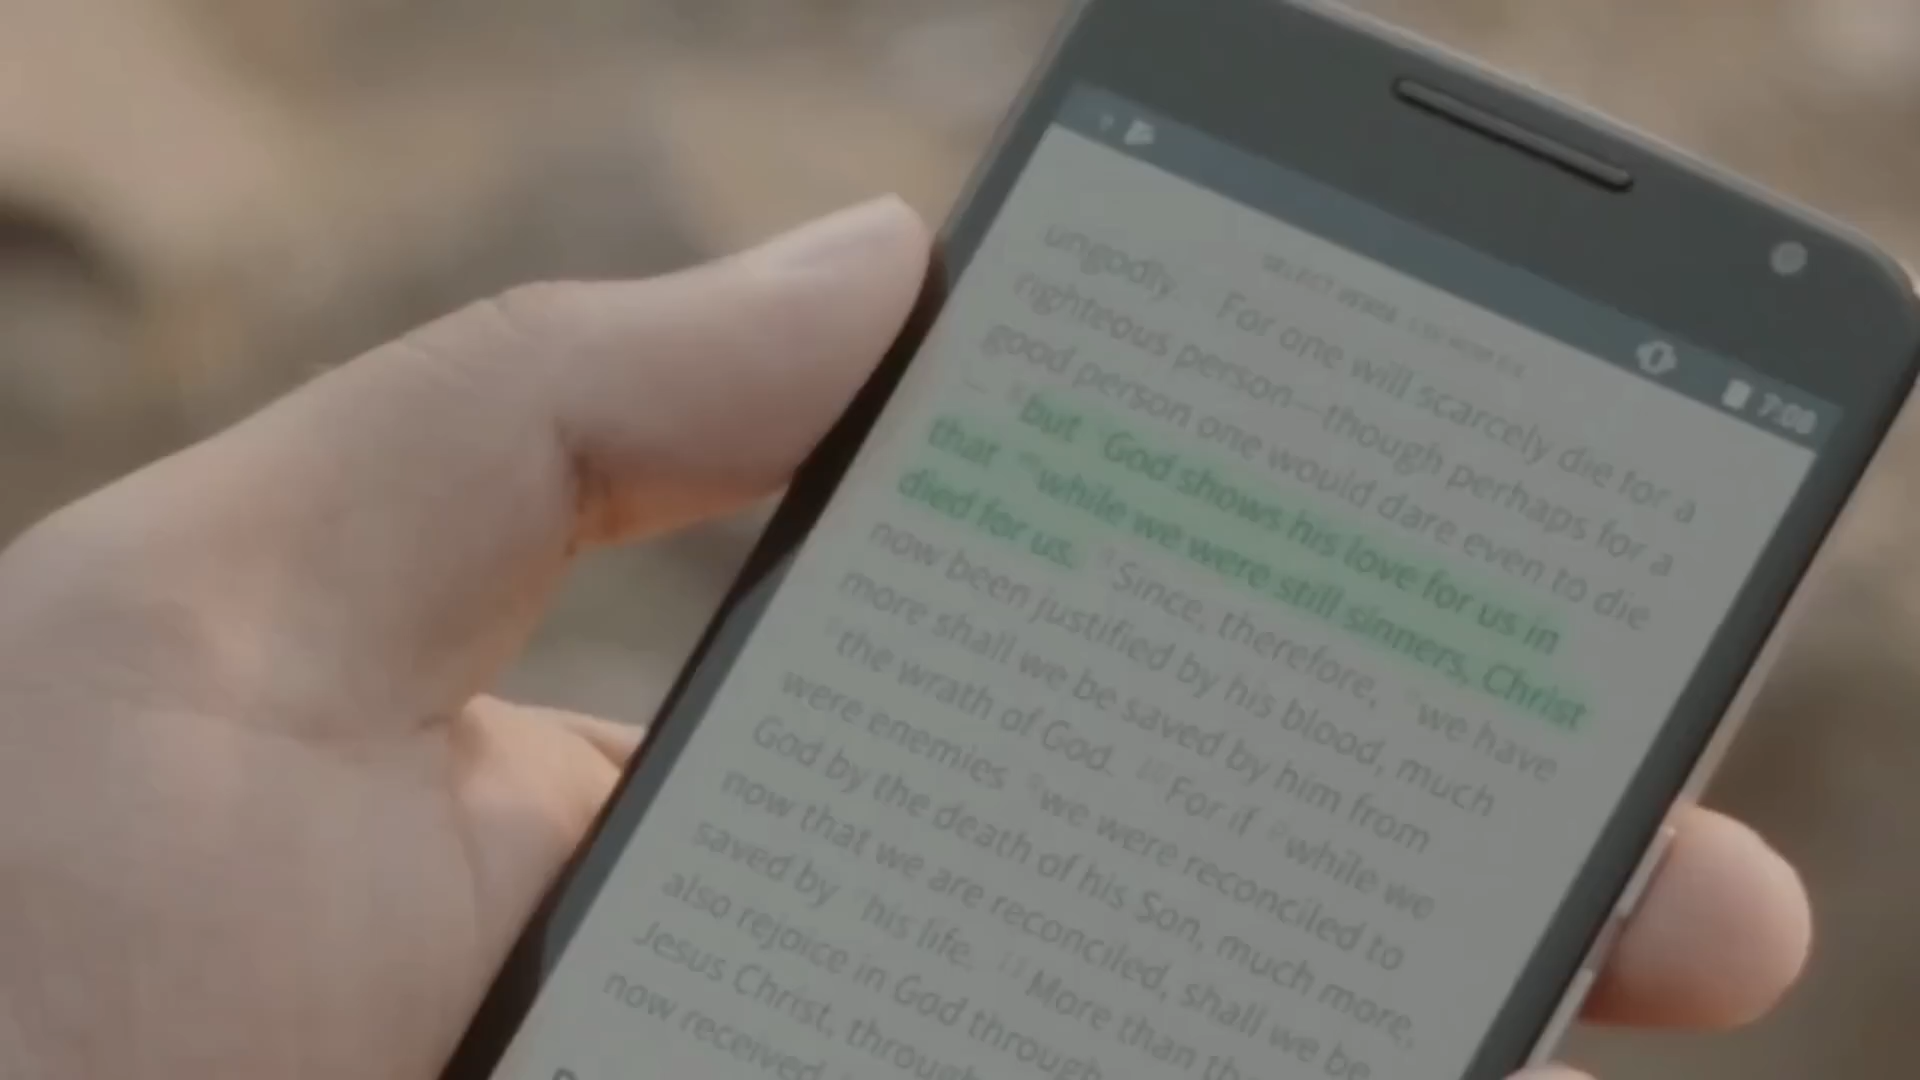 7:08
ungodly. For one will scarcely die for a
righteous person—though perhaps for a
good person one would dare even to die
but God shows his love for us in
that while we were still sinners, Christ
died for us. Since, therefore, we have
now been justified by his blood, much
more shall we be saved by him from
the wrath of God. For if while we
were enemies we were reconciled to
God by the death of his Son, much more,
now that we are reconciled, shall we be
saved by his life. 11 More than
also rejoice in God through
Jesus Christ, through
now received